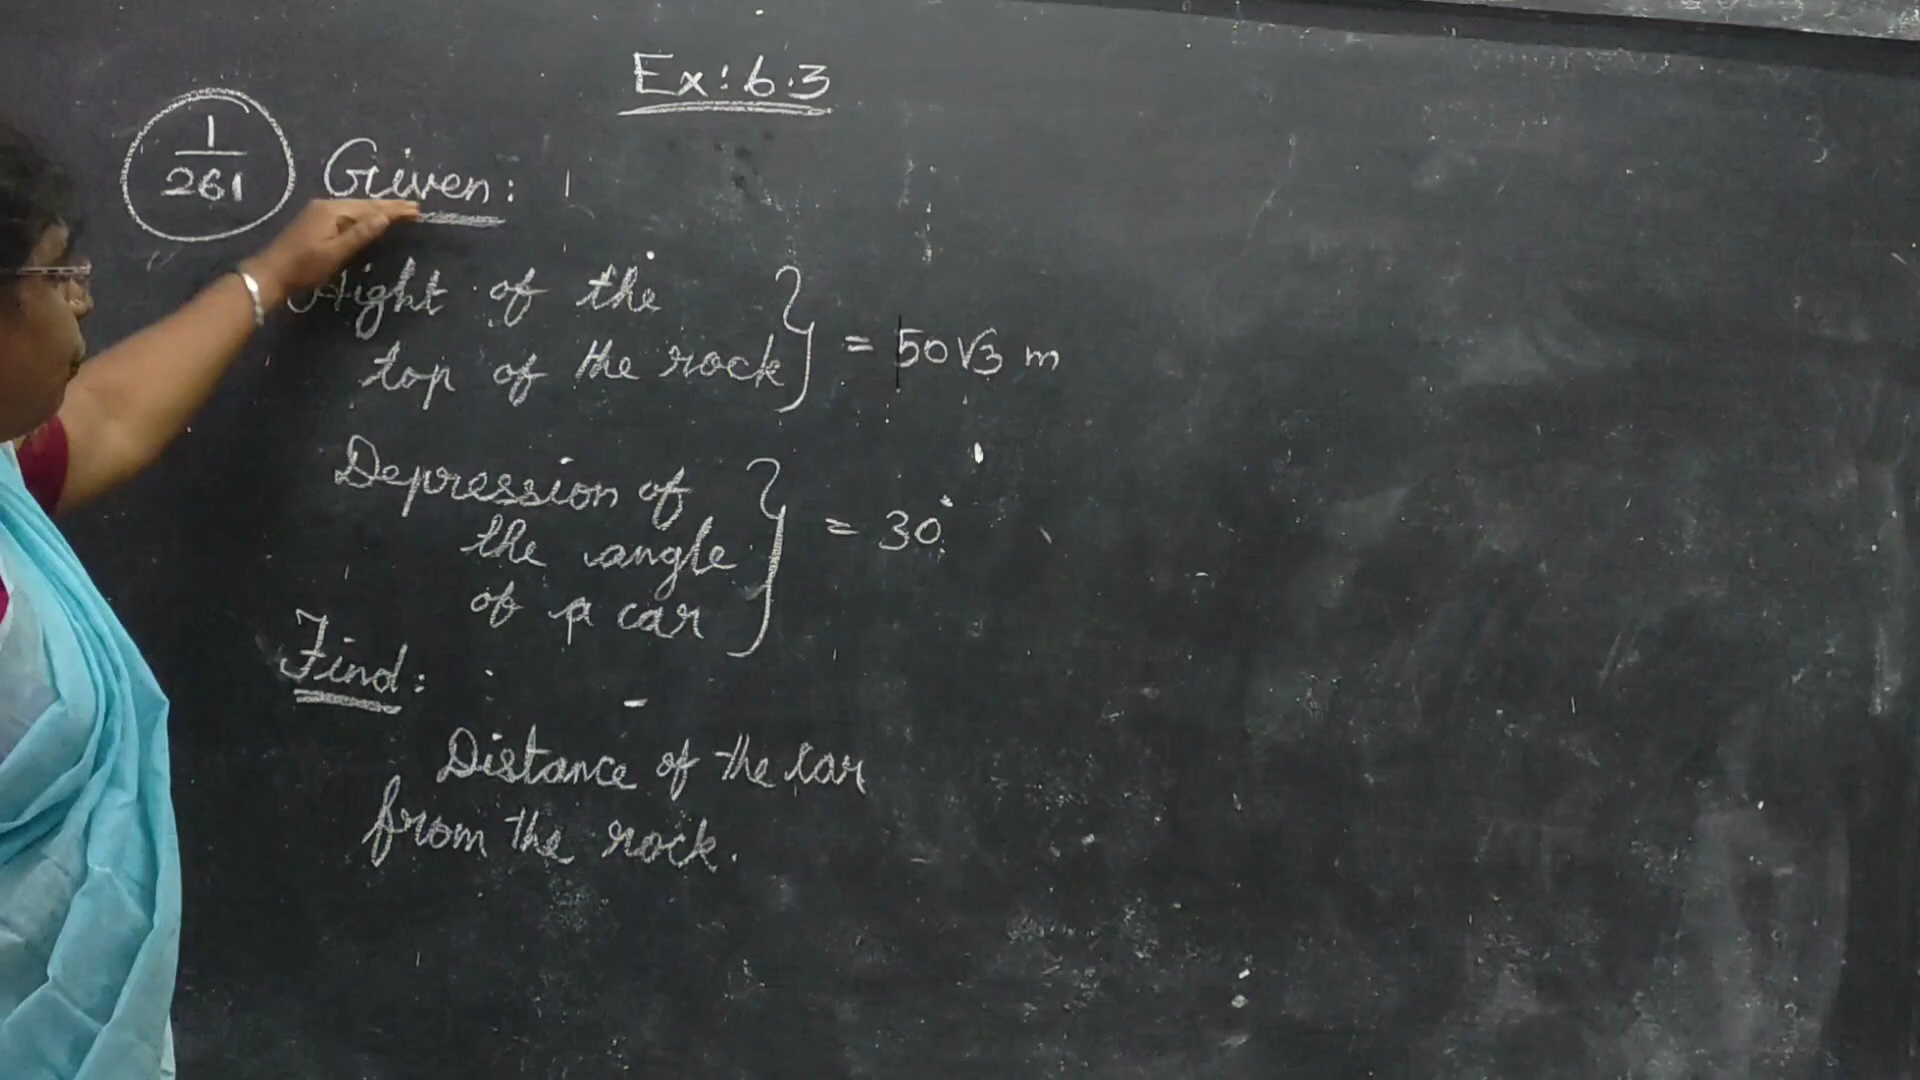 Ex: 6.3
1
261
Given:
Hight of the
top of the rock } = 50√3 m
Depression of
the angle } = 30°
of a car
Find:
Distance of the car
from the rock.